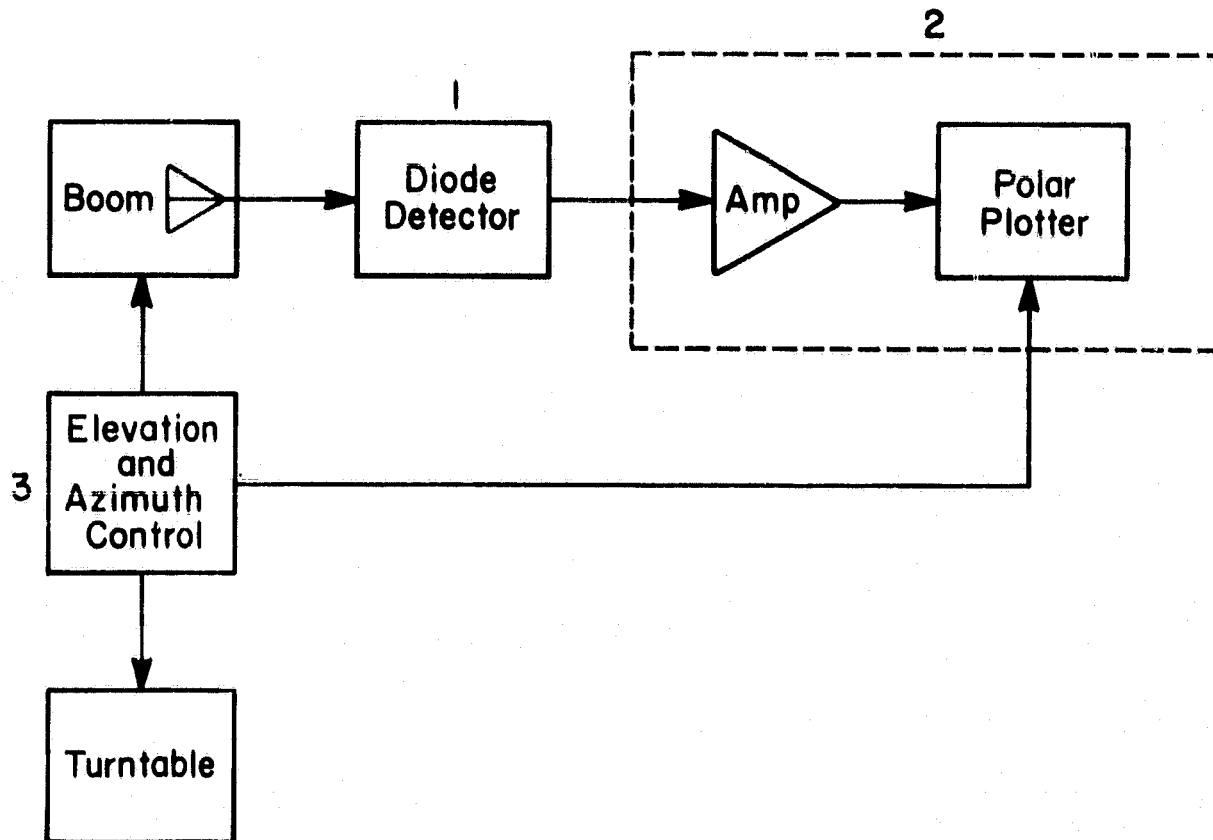 2
1
Boom
Diode
Detector
Amp
Polar
Plotter
3
Elevation
and
Azimuth
Control
Turntable